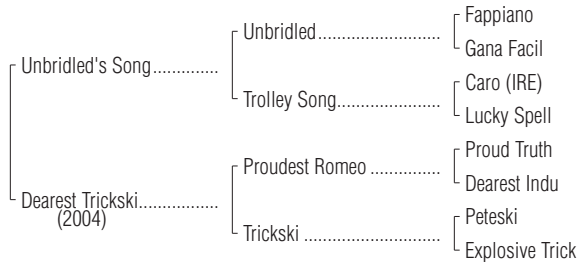 Fappiano
Unbridled
Gana Facil
Unbridled's Song
Caro (IRE)
Trolley Song
Lucky Spell
Proud Truth
Proudest Romeo
Dearest Indu
Dearest Trickski
(2004)
Peteski
Trickski
Explosive Trick